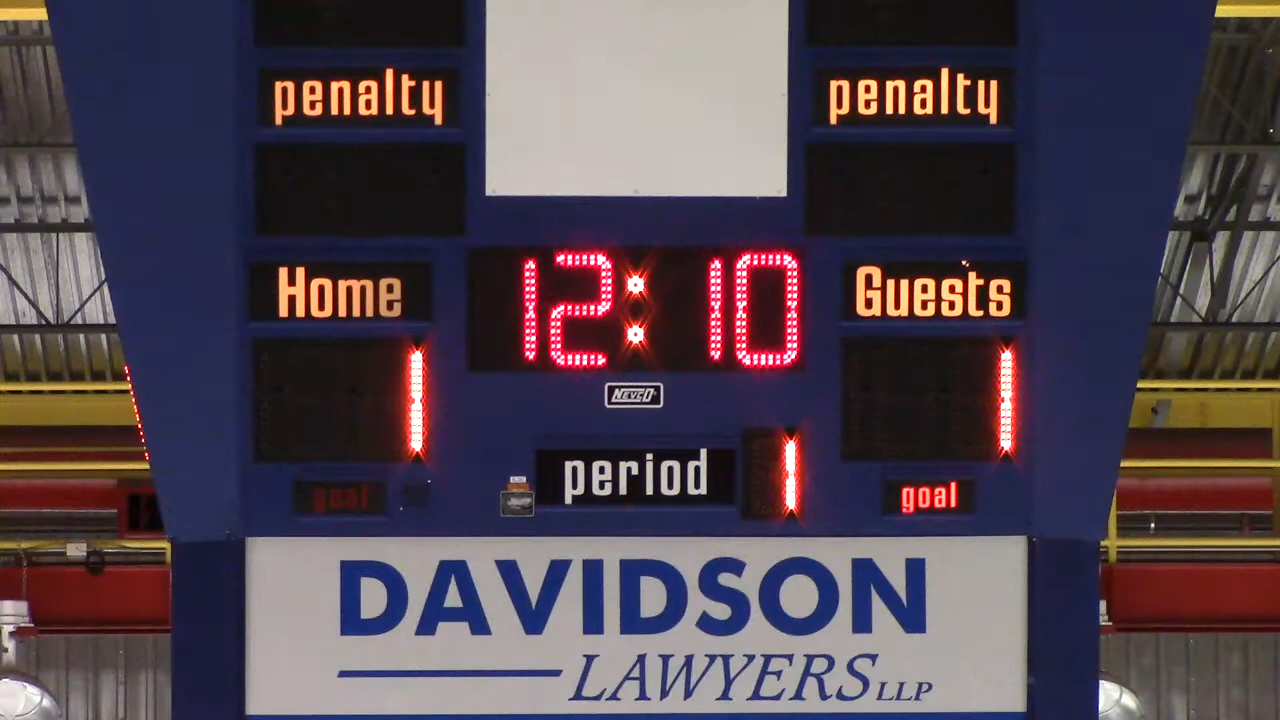 penalty penalty
Home 12:10 Guests
1 1
NEVCO
period 1
goal goal
DAVIDSON
LAWYERS LLP